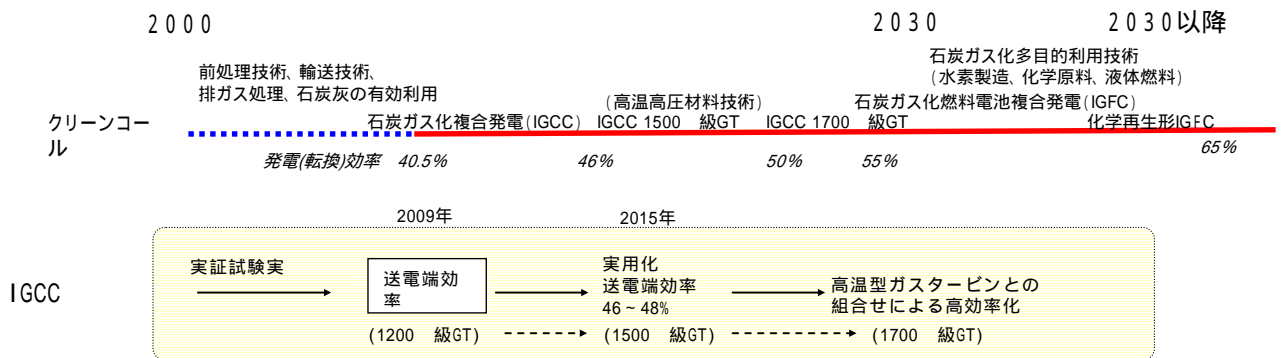 2000 2030 2030以降
石炭ガス化多目的利用技術
(水素製造、化学原料、液体燃料)
前処理技術、輸送技術、
排ガス処理、石炭灰の有効利用
(高温高圧材料技術)
石炭ガス化燃料電池複合発電(IGFC)
クリーンコー
ル
石炭ガス化複合発電(IGCC) IGCC 1500 級GT IGCC 1700 級GT 化学再生形IGFC
発電(転換)効率 40.5% 46% 50% 55% 65%
2009年 2015年
IGCC
実証試験実
送電端効
率
実用化
送電端効率
46～48%
高温型ガスタービンとの
組合せによる高効率化
(1200 級GT) (1500 級GT) (1700 級GT)